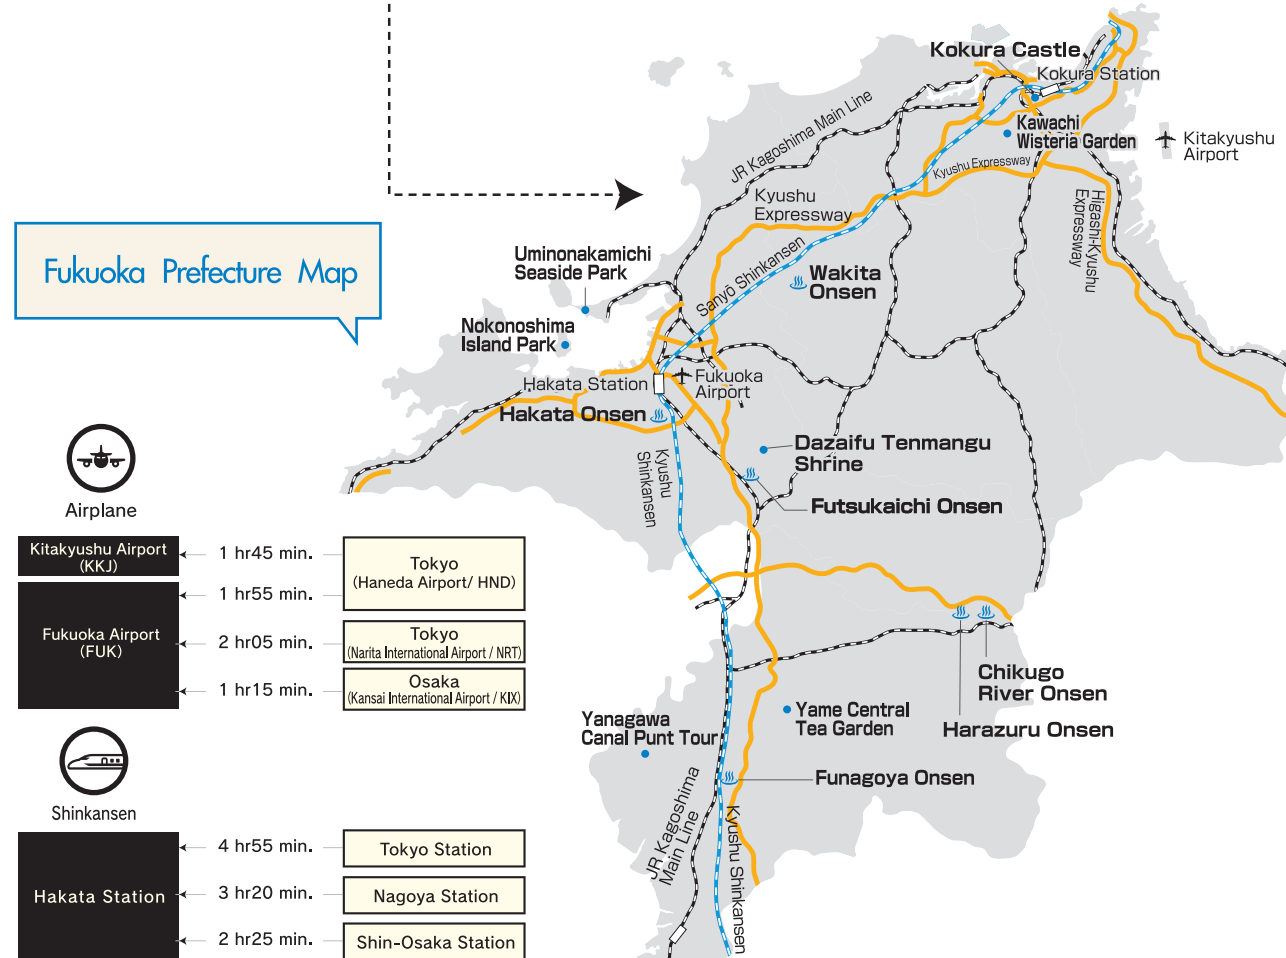 Kokura Castle
Kokura Station
JR Kagoshima Main Line
Kawachi
Wisteria Garden
Kitakyushu
Airport
Kyushu Expressway
Kyushu
Expressway
Higashi-Kyushu
Expressway
Fukuoka Prefecture Map
Uminonakamichi
Seaside Park
Sanyō Shinkansen
Wakita
Onsen
Nokonoshima
Island Park
Hakata Station
Fukuoka
Airport
Hakata Onsen
Kyushu
Shinkansen
Dazaifu Tenmangu
Shrine
Futsukaichi Onsen
Chikugo
River Onsen
Harazuru Onsen
Yame Central
Tea Garden
Yanagawa
Canal Punt Tour
Funagoya Onsen
JR Kagoshima
Main Line
Kyushu Shinkansen
Airplane
Kitakyushu Airport
(KKJ)
1 hr45 min.
Tokyo
(Haneda Airport/ HND)
1 hr55 min.
Fukuoka Airport
(FUK)
2 hr05 min.
Tokyo
(Narita International Airport / NRT)
1 hr15 min.
Osaka
(Kansai International Airport / KIX)
Shinkansen
Hakata Station
4 hr55 min.
Tokyo Station
3 hr20 min.
Nagoya Station
2 hr25 min.
Shin-Osaka Station